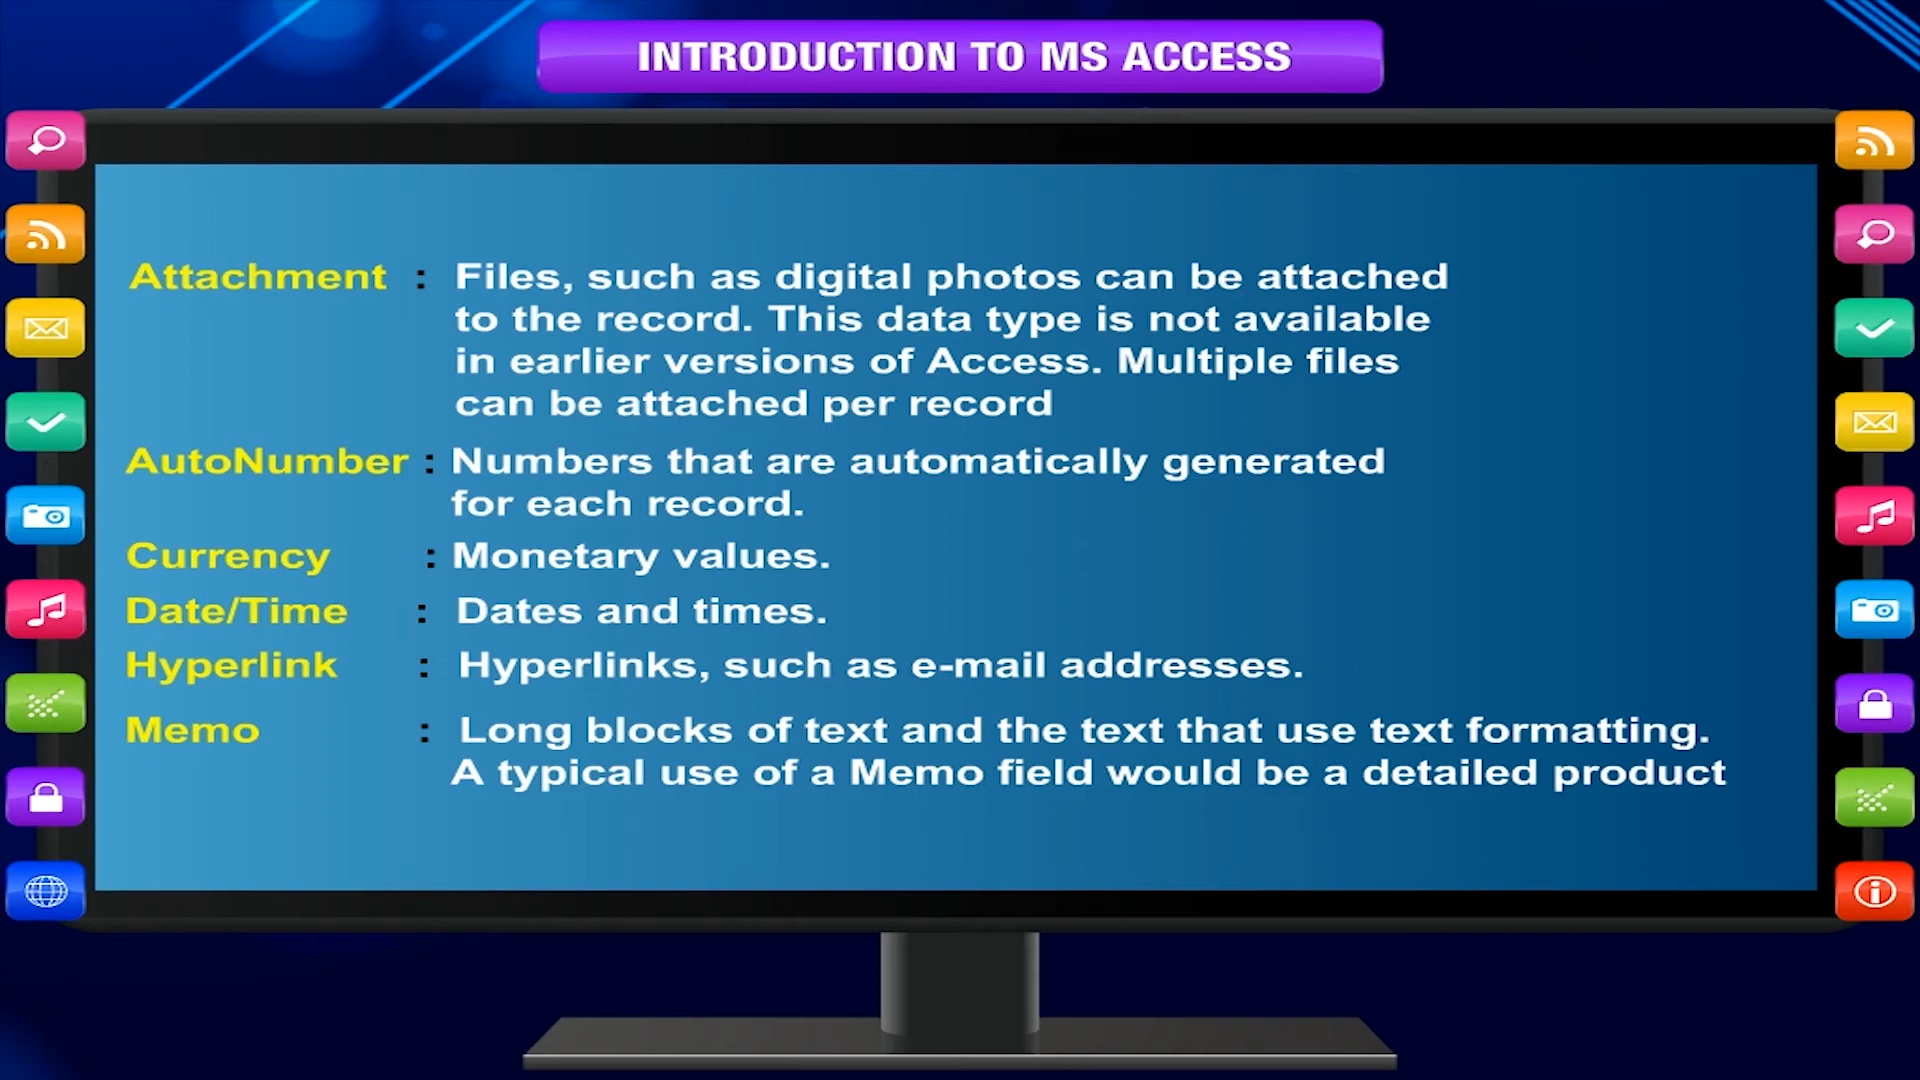 INTRODUCTION TO MS ACCESS
Attachment : Files, such as digital photos can be attached
to the record. This data type is not available
in earlier versions of Access. Multiple files
can be attached per record
AutoNumber : Numbers that are automatically generated
for each record.
Currency : Monetary values.
Date/Time : Dates and times.
Hyperlink : Hyperlinks, such as e-mail addresses.
Memo : Long blocks of text and the text that use text formatting.
A typical use of a Memo field would be a detailed product